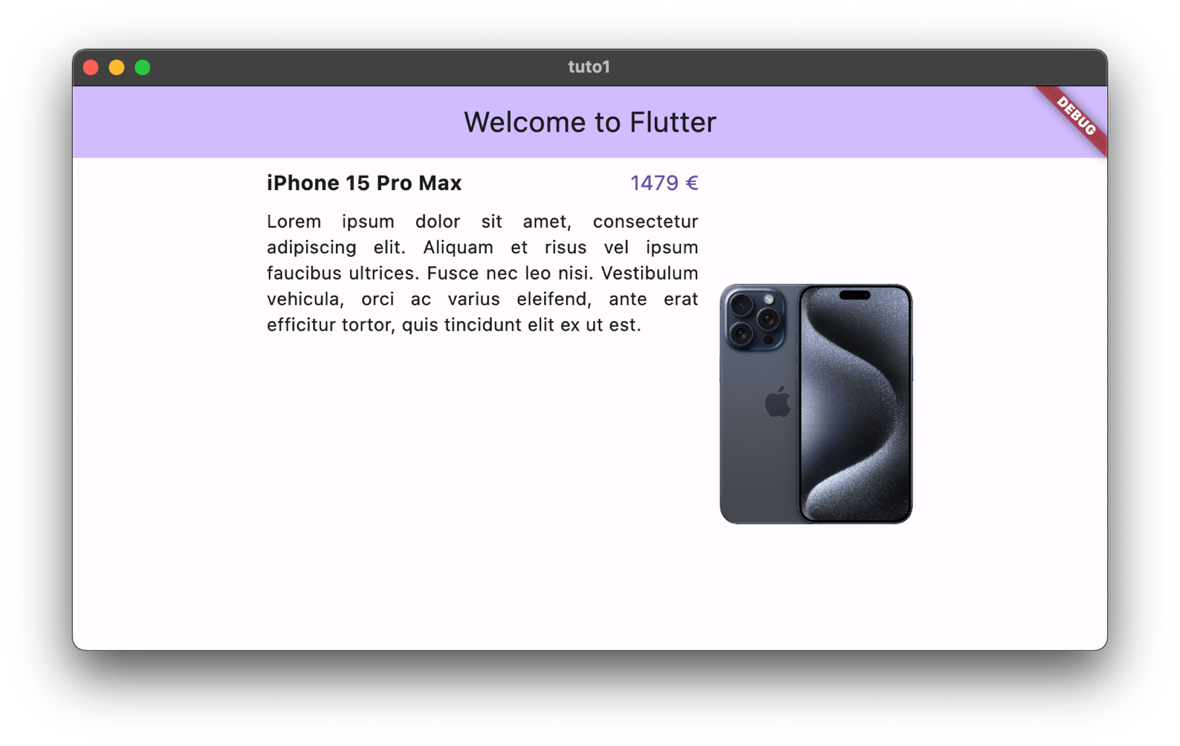 tuto1
Welcome to Flutter
DEBUG
iPhone 15 Pro Max 1479 €
Lorem ipsum dolor sit amet, consectetur
adipiscing elit. Aliquam et risus vel ipsum
faucibus ultrices. Fusce nec leo nisi. Vestibulum
vehicula, orci ac varius eleifend, ante erat
efficitur tortor, quis tincidunt elit ex ut est.